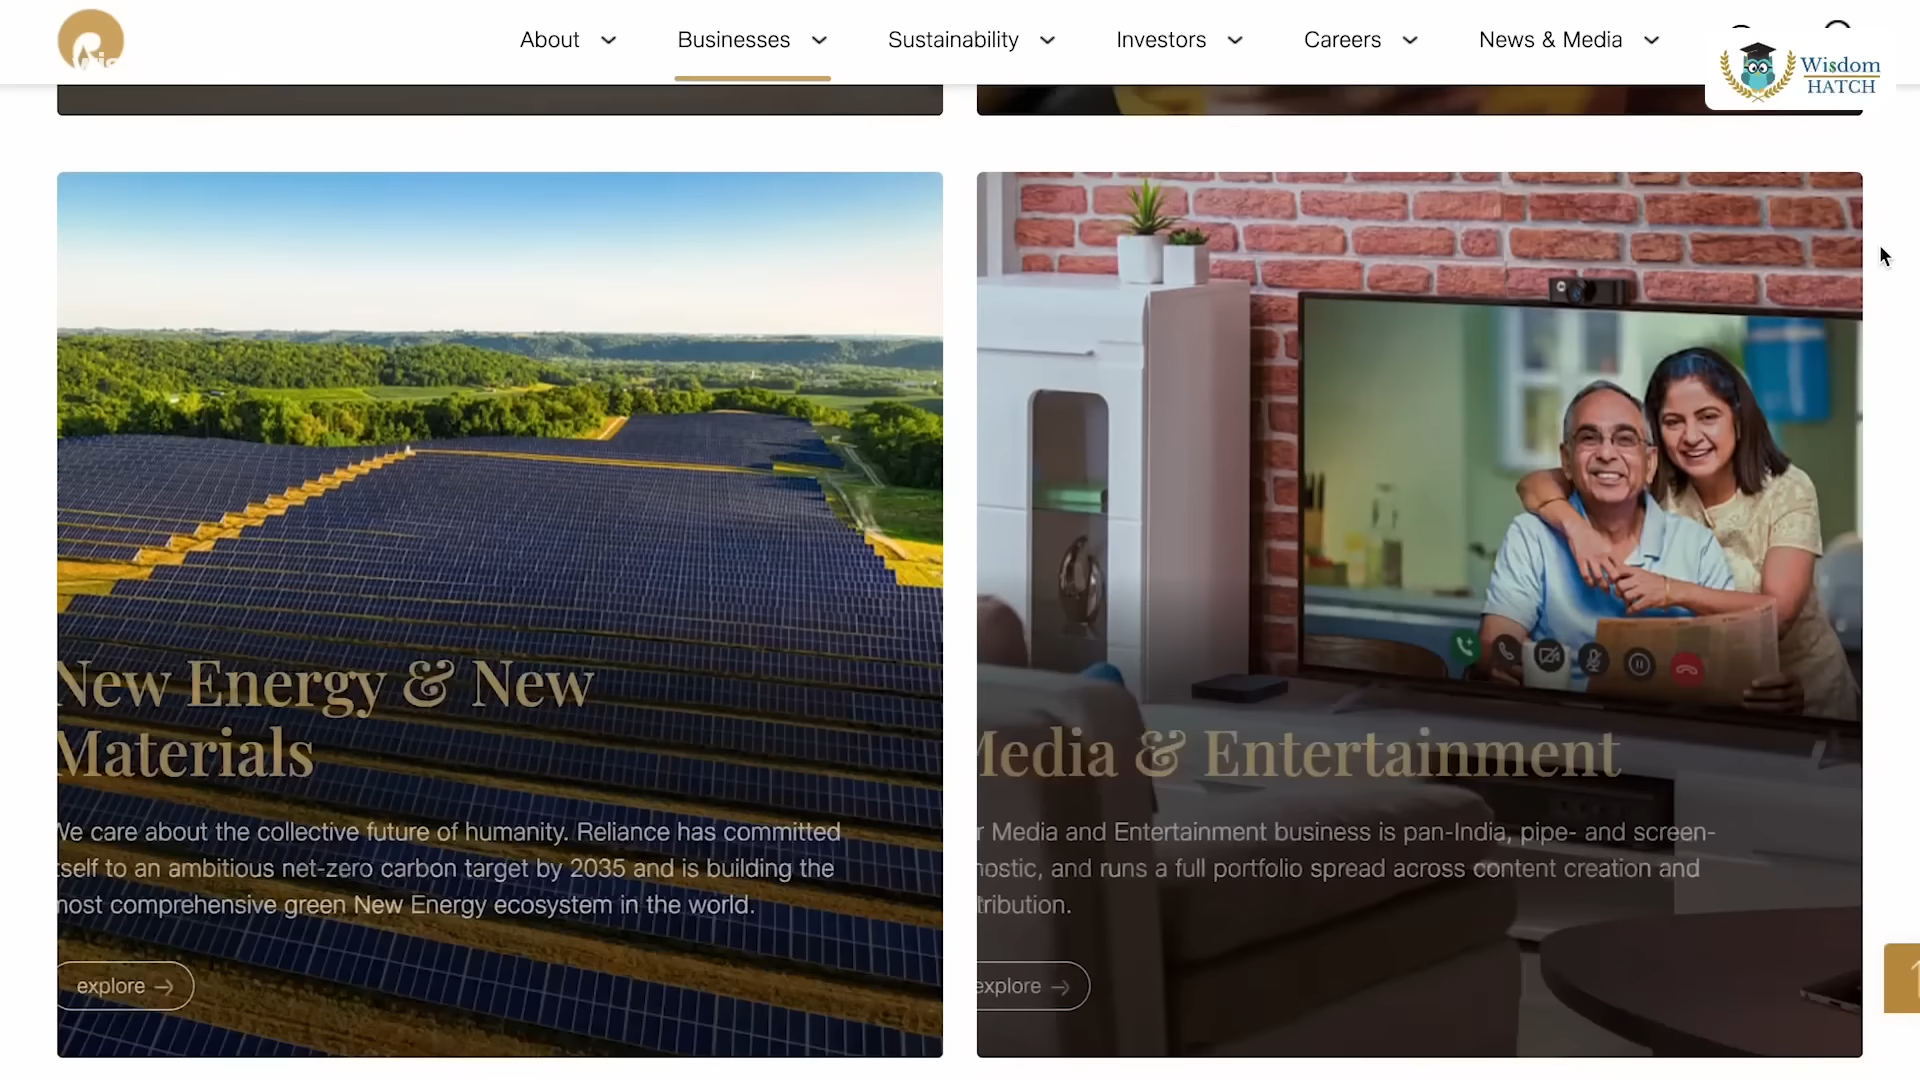 About
Businesses
Sustainability
Investors
Careers
News & Media
Wisdom
HATCH
New Energy & New
Materials
We care about the collective future of humanity. Reliance has committed
tself to an ambitious net-zero carbon target by 2035 and is building the
most comprehensive green New Energy ecosystem in the world.
explore
Media & Entertainment
r Media and Entertainment business is pan-India, pipe- and screen-
nostic, and runs a full portfolio spread across content creation and
tribution.
explore